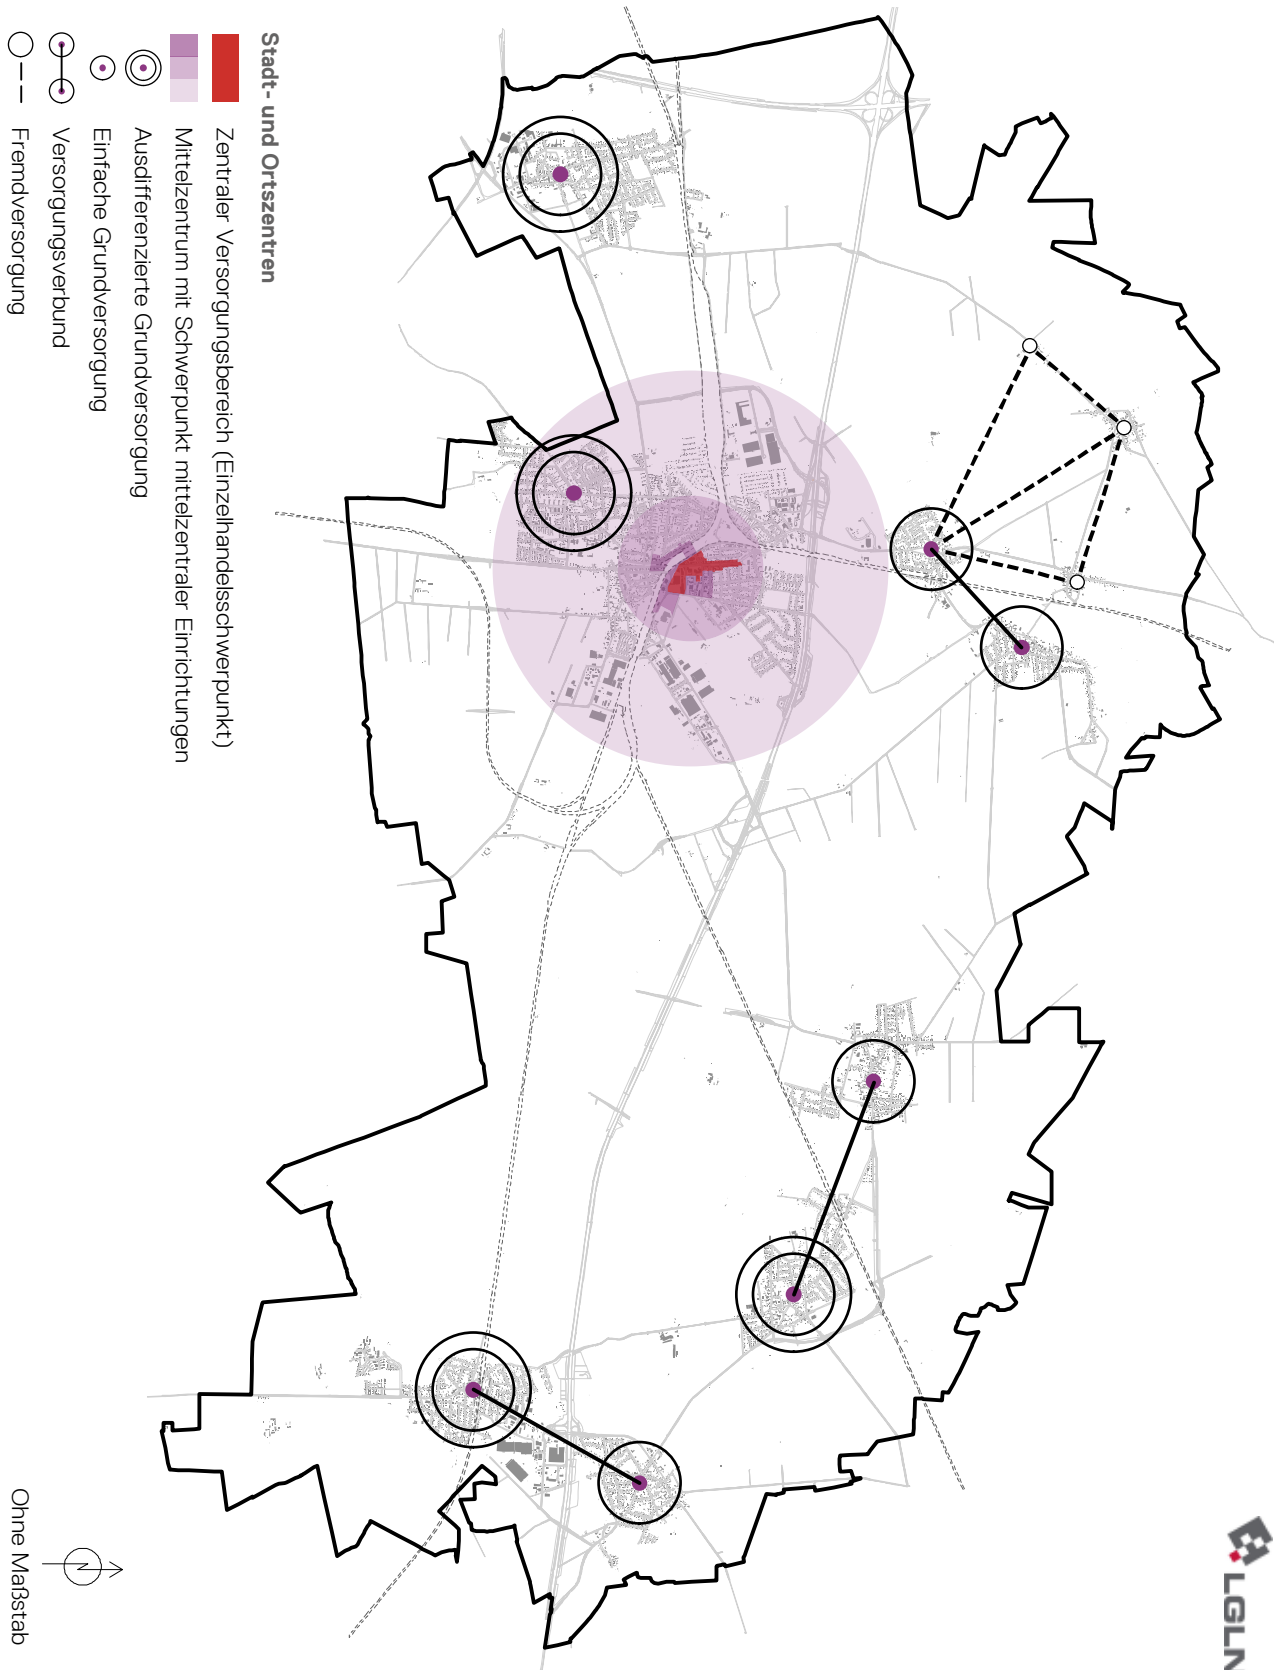 Stadt- und Ortszentren
Zentraler Versorgungsbereich (Einzelhandelsschwerpunkt)
Mittelzentrum mit Schwerpunkt mittelzentraler Einrichtungen
Ausdifferenzierte Grundversorgung
Einfache Grundversorgung
Versorgungsverbund
Fremdversorgung
Ohne Maßstab
LGLN